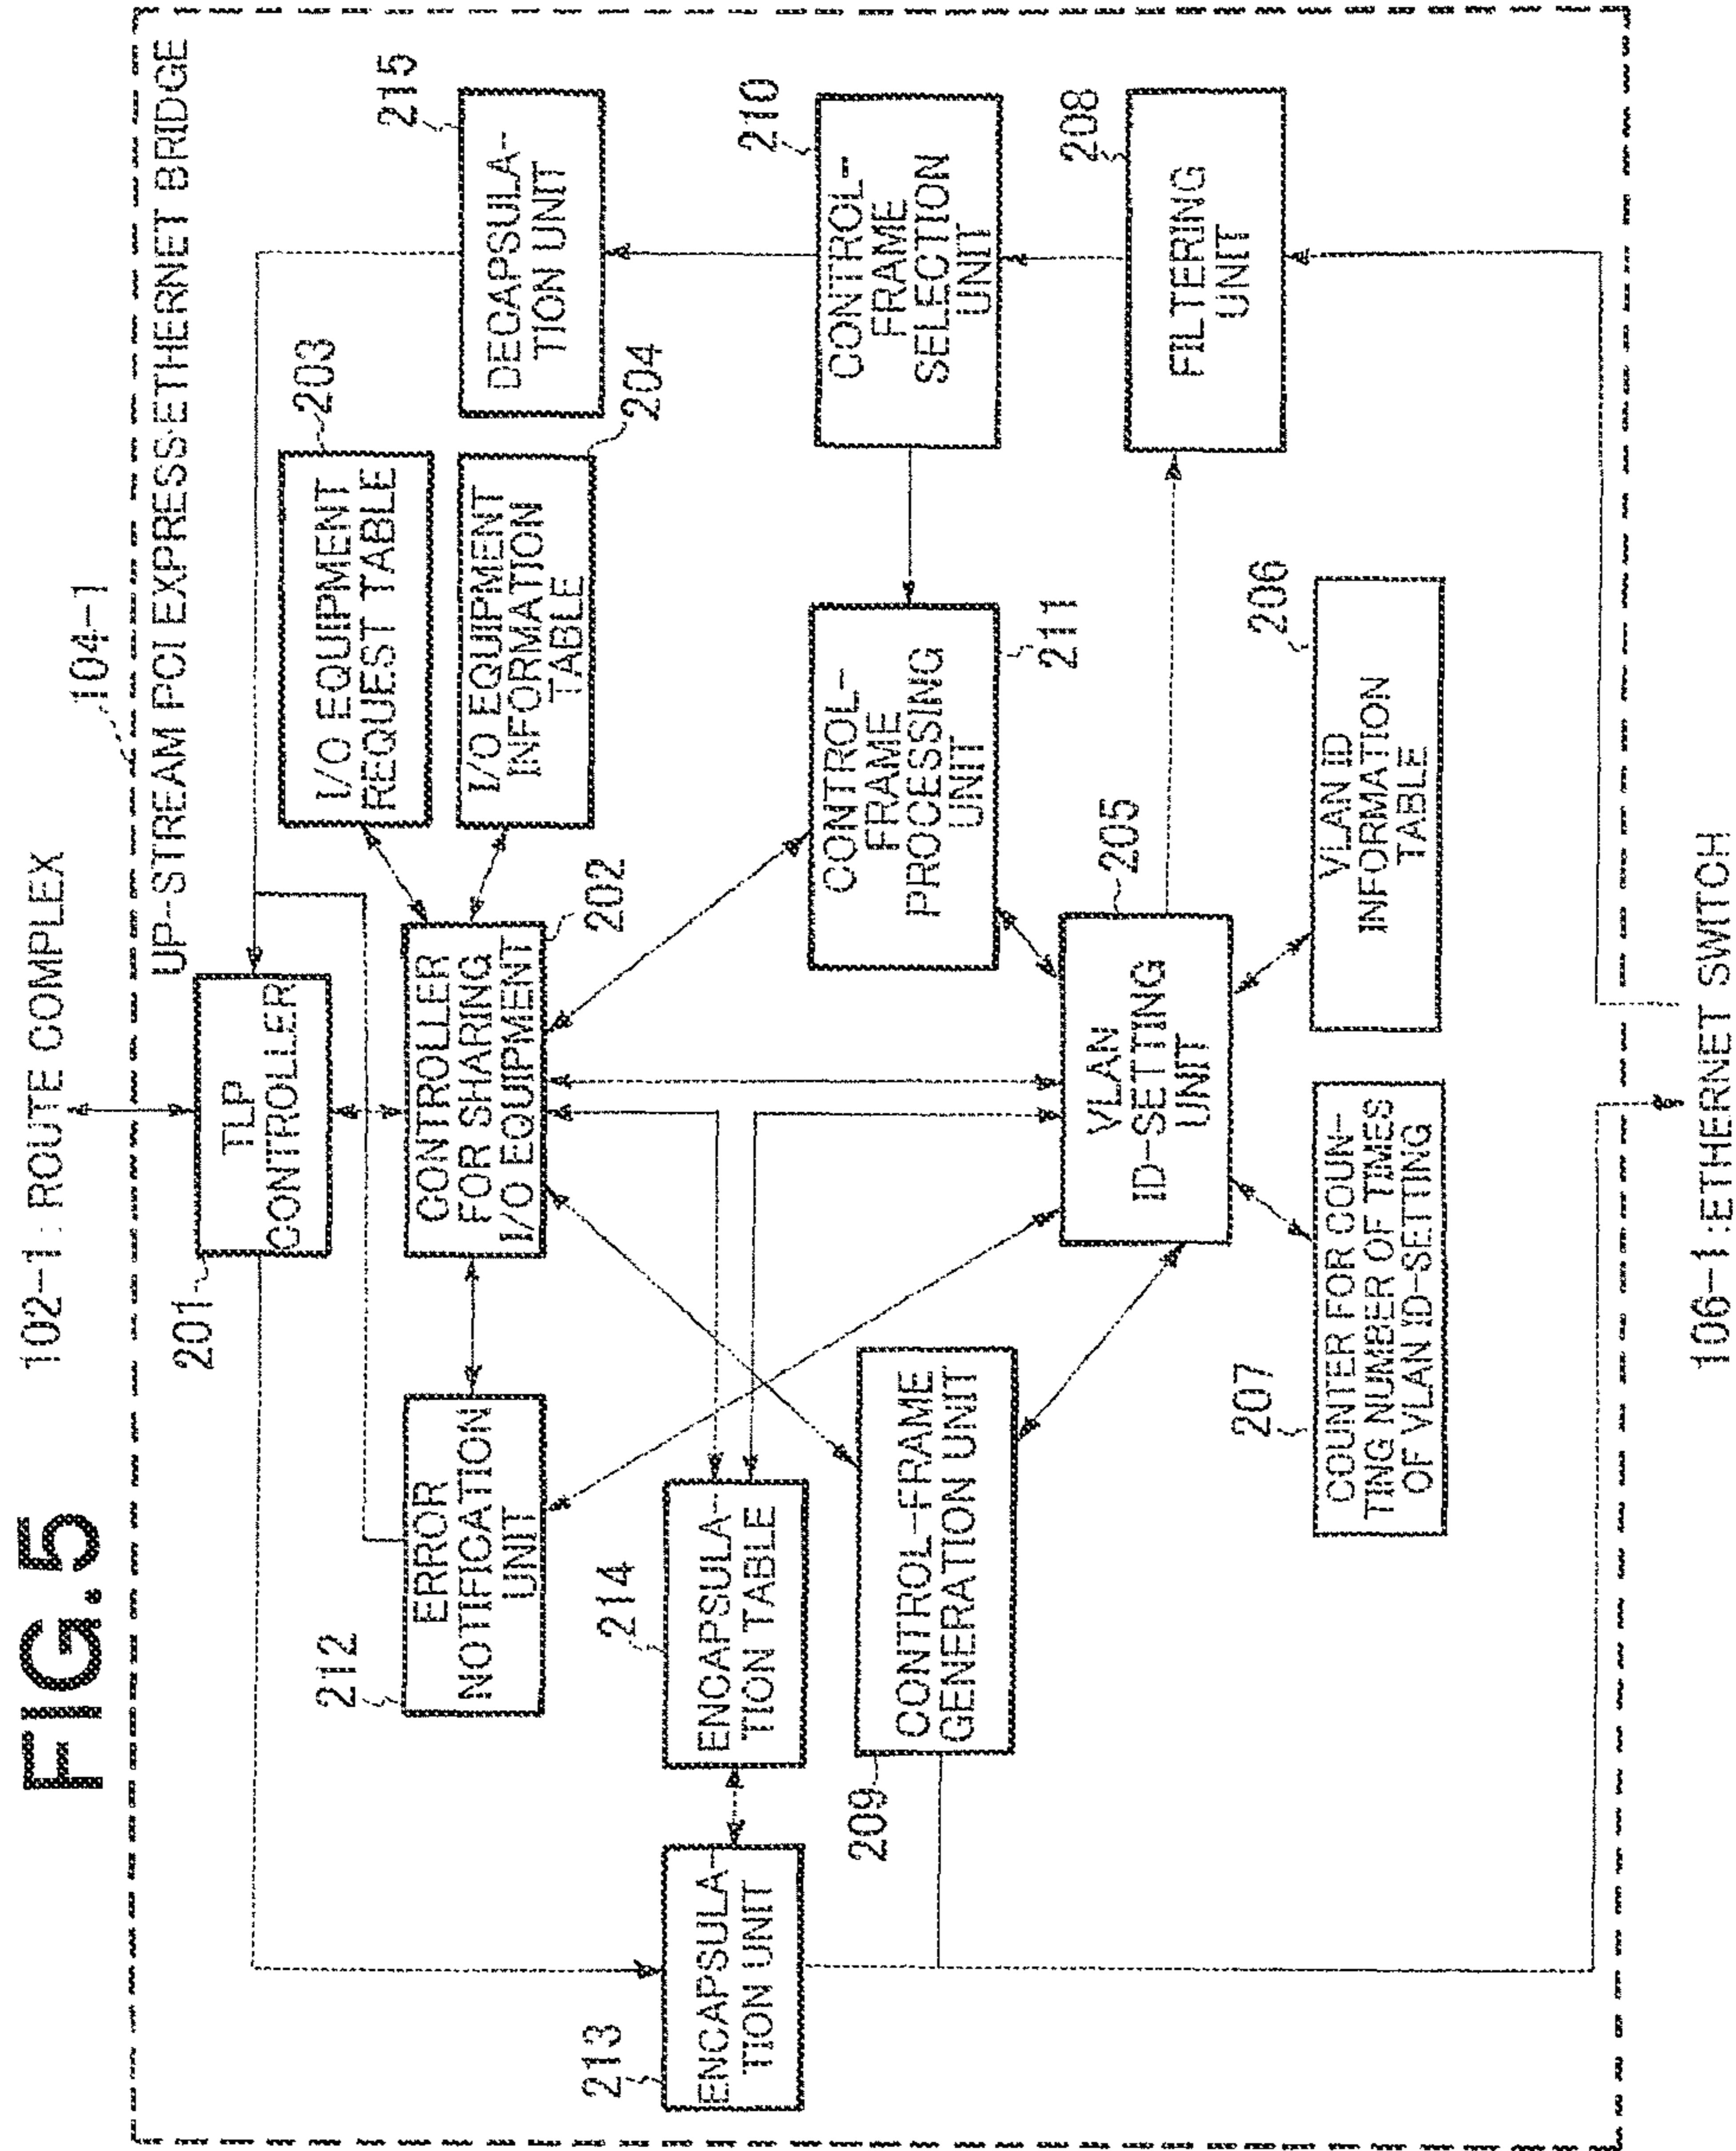 FIG.5
102-1 : ROUTE COMPLEX
104-1
UP-STREAM PCI EXPRESS·ETHERNET BRIDGE
201
TLP
CONTROLLER
203
I/O EQUIPMENT
REQUEST TABLE
215
DECAPSULA-
TION UNIT
212
ERROR
NOTIFICATION
UNIT
CONTROLLER
FOR SHARING
I/O EQUIPMENT
202
I/O EQUIPMENT
INFORMATION
TABLE
204
213
ENCAPSULA-
TION UNIT
214
ENCAPSULA-
TION TABLE
209
CONTROL-FRAME
GENERATION UNIT
CONTROL-
FRAME
PROCESSING
UNIT
211
210
CONTROL-
FRAME
SELECTION
UNIT
VLAN
ID-SETTING
UNIT
205
208
FILTERING
UNIT
207
COUNTER FOR COUN-
TING NUMBER OF TIMES
OF VLAN ID-SETTING
206
VLAN ID
INFORMATION
TABLE
106-1 :ETHERNET SWITCH